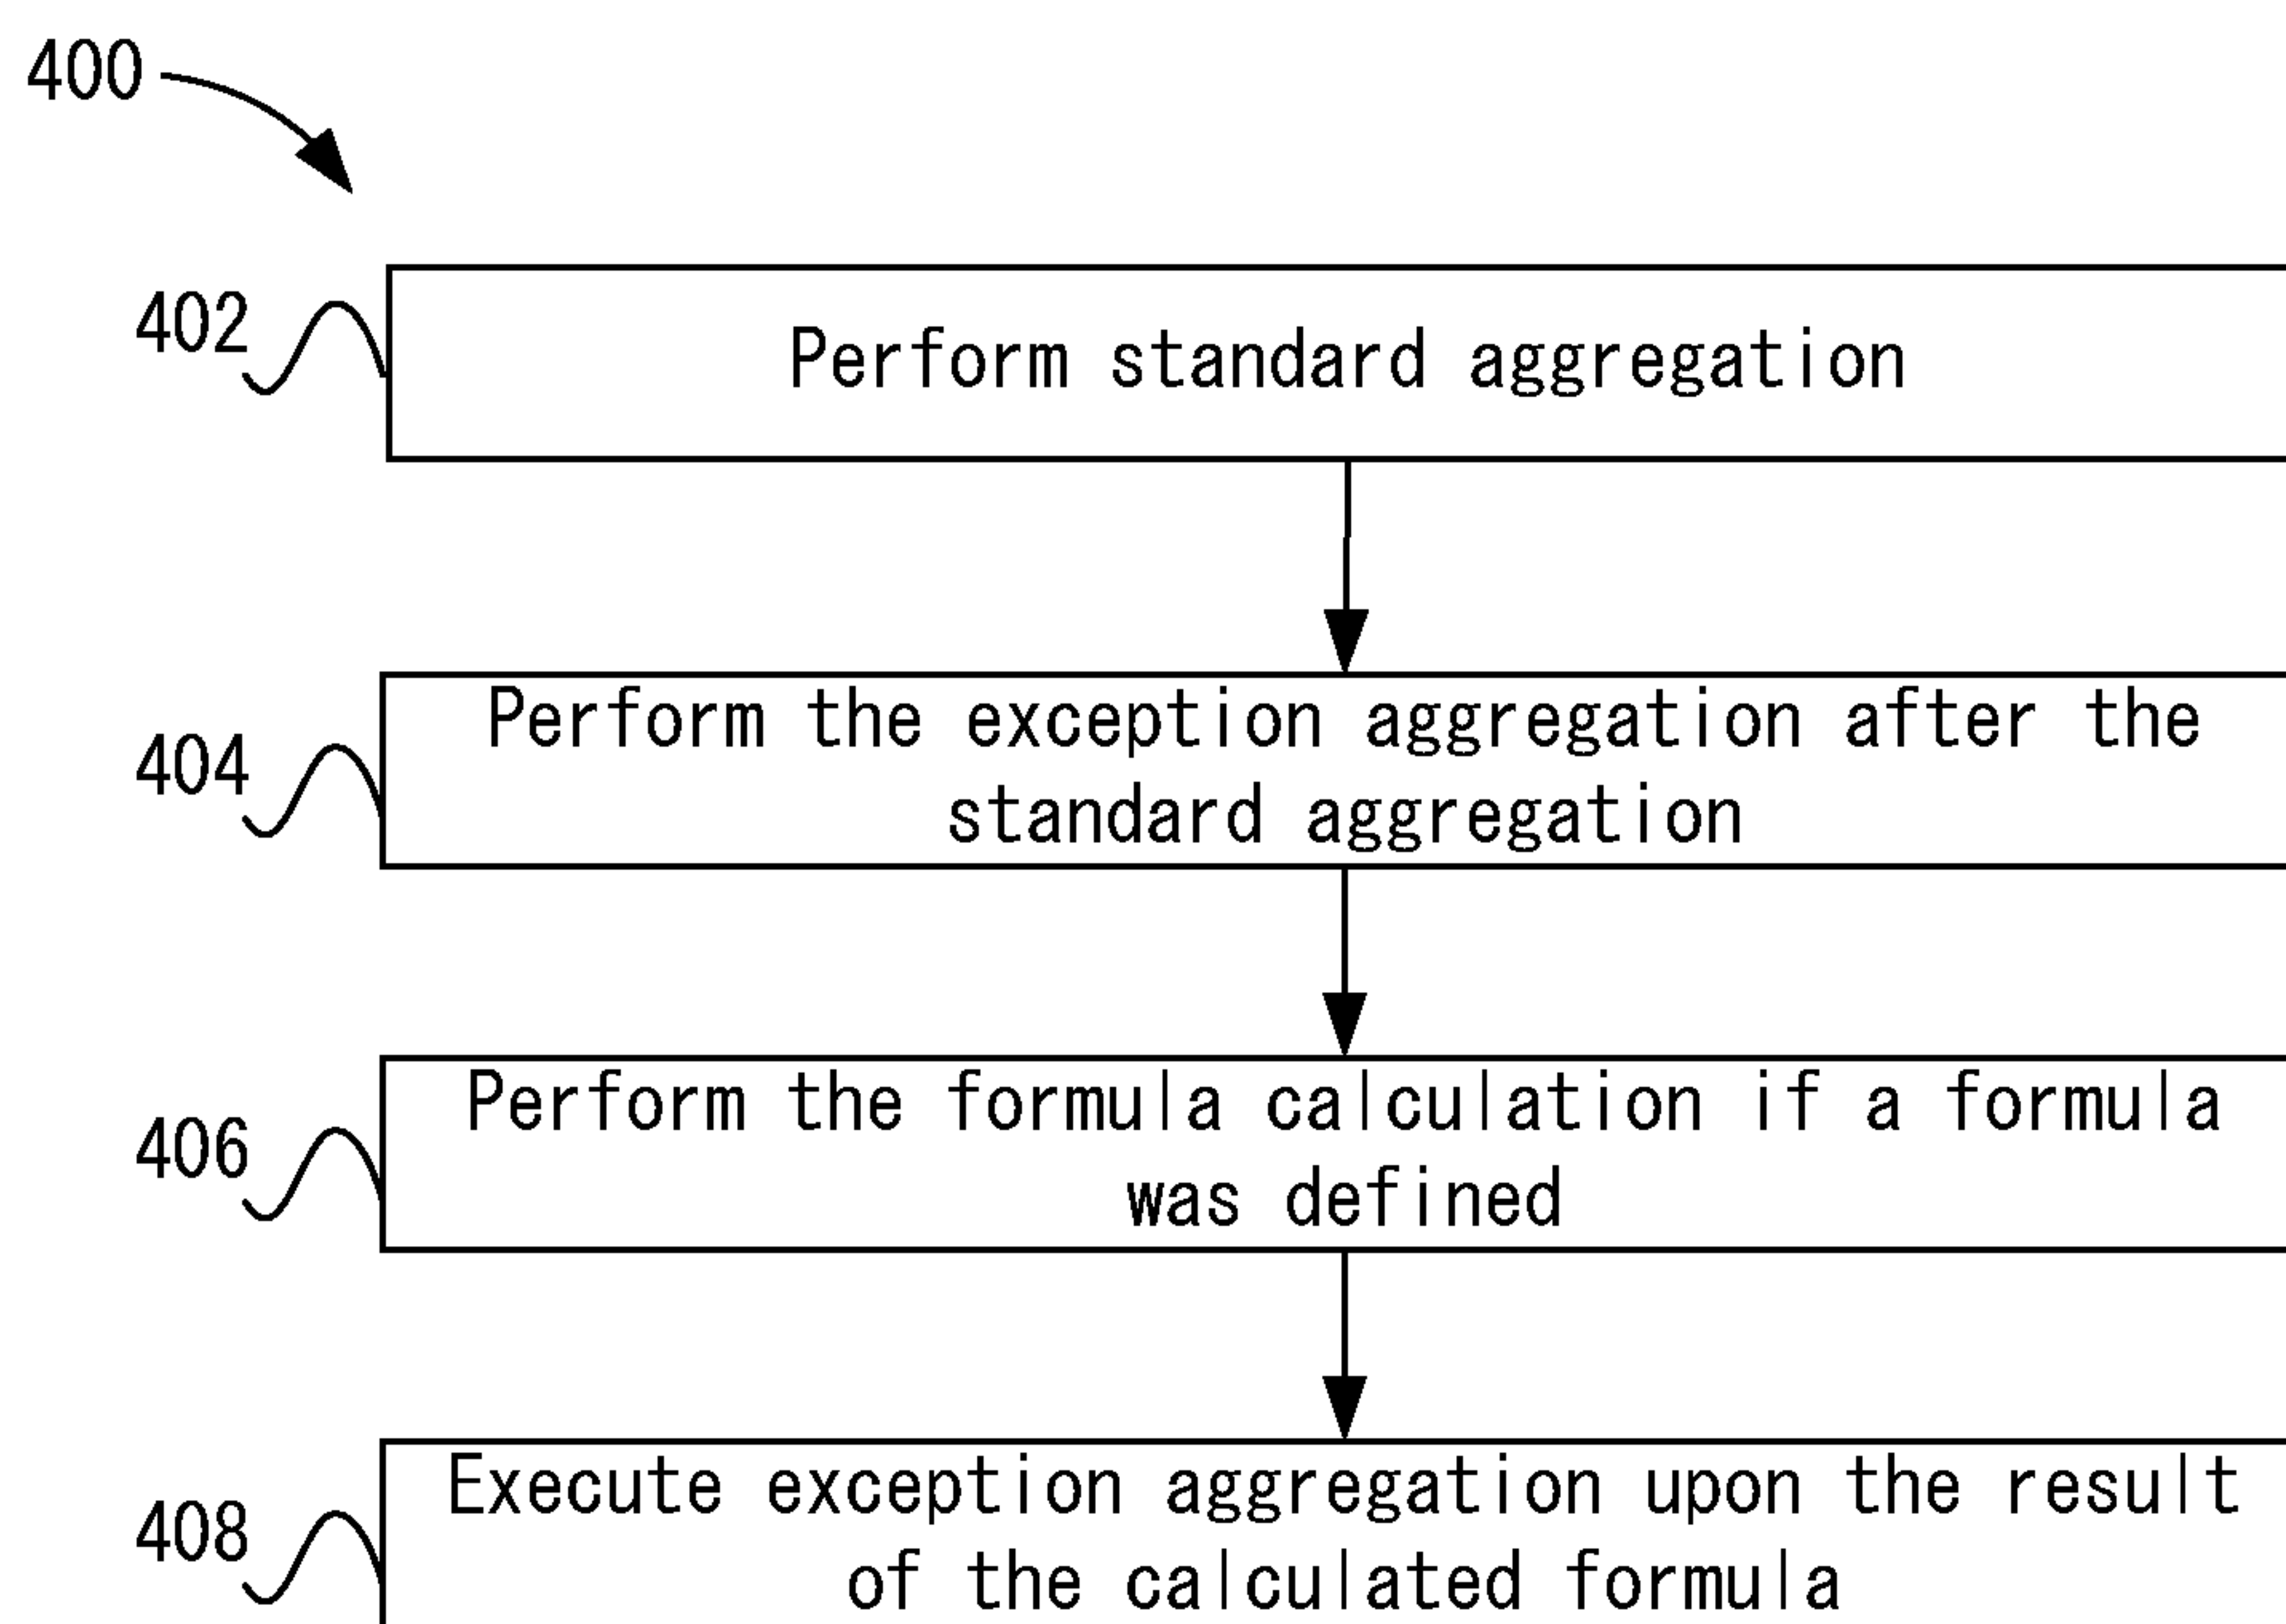 400
402
Perform standard aggregation
404
Perform the exception aggregation after the
standard aggregation
406
Perform the formula calculation if a formula
was defined
408
Execute exception aggregation upon the result
of the calculated formula